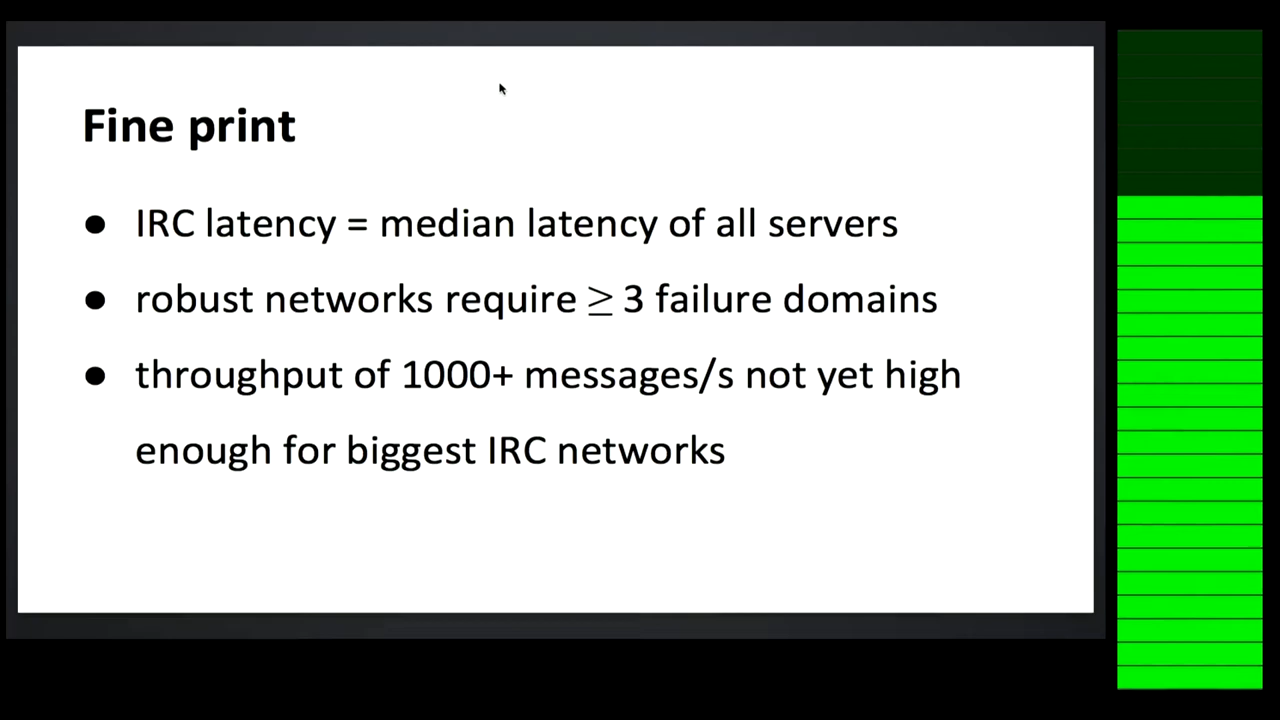 Fine print
● IRC latency = median latency of all servers
● robust networks require ≥ 3 failure domains
● throughput of 1000+ messages/s not yet high
enough for biggest IRC networks